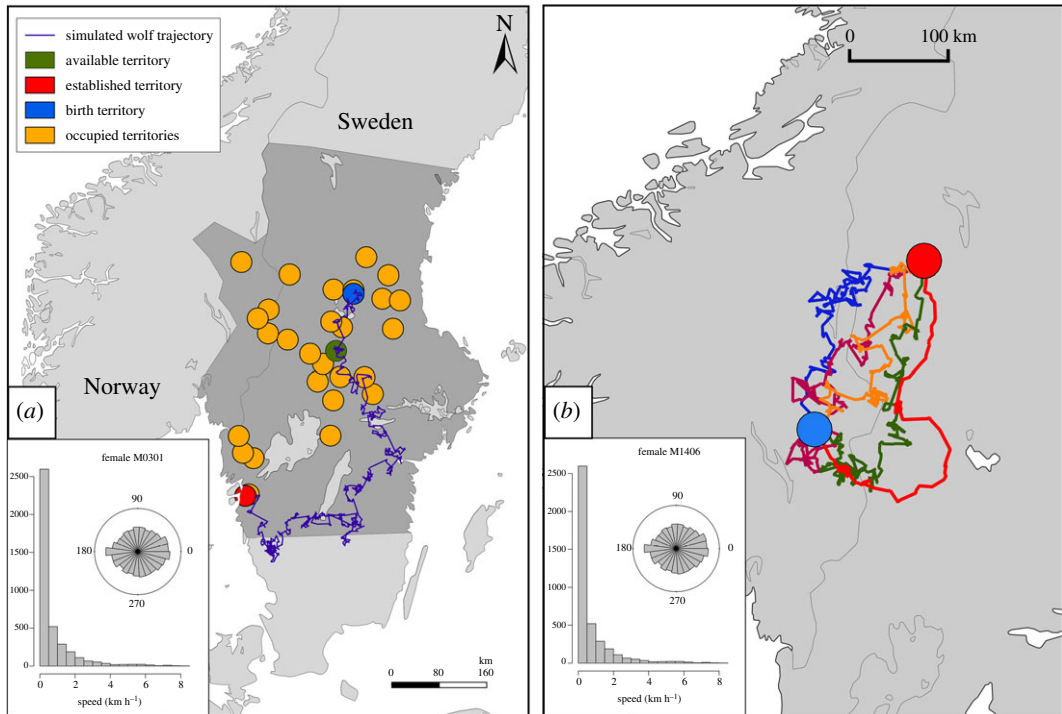 simulated wolf trajectory
available territory
established territory
birth territory
occupied territories
N
Sweden
Norway
(a)
female M0301
2500
2000
1500
1000
500
0
90
180
0
270
0 2 4 6 8
speed (km h⁻¹)
km
0 80 160
0 100 km
(b)
female M1406
2500
2000
1500
1000
500
0
90
180
0
270
0 2 4 6 8
speed (km h⁻¹)